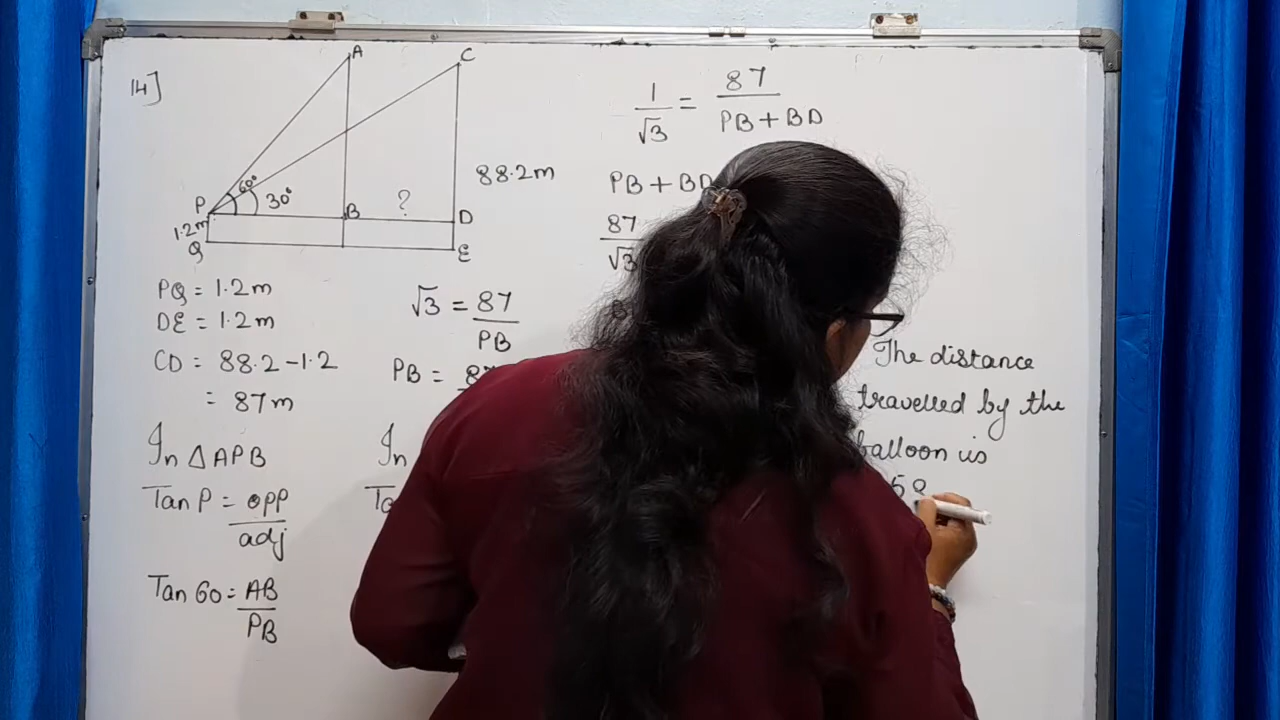 14]
A
C
60°
P
30°
?
B
D
88.2m
1.2m
Q
E
PQ = 1.2m
DE = 1.2m
CD = 88.2 - 1.2
= 87m
In △APB
Tan P = opp
adj
Tan 60 = AB
PB
√3 = 87
PB
PB =
In
1 = 87
√3 PB + BD
PB + BD
87
√3
The distance
travelled by the
balloon is
58